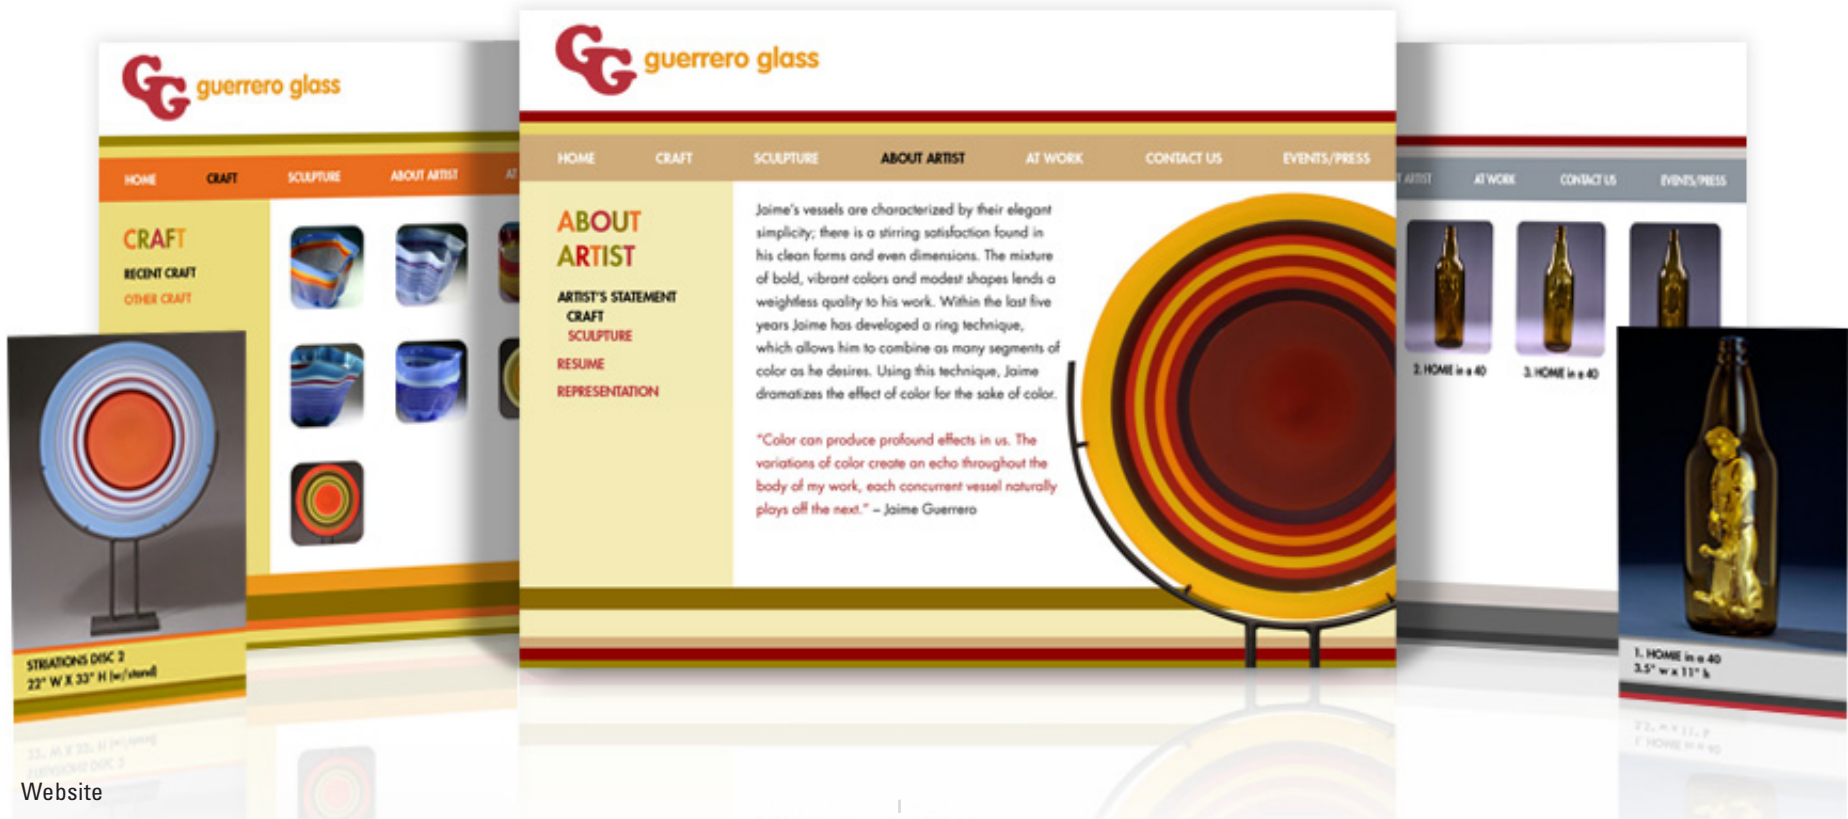 GG guerrero glass
HOME CRAFT SCULPTURE ABOUT ARTIST AT
CRAFT
RECENT CRAFT
OTHER CRAFT
STRIATIONS DISC 2
22" W X 33" H (w/stand)
GG guerrero glass
HOME CRAFT SCULPTURE ABOUT ARTIST AT WORK CONTACT US EVENTS/PRESS
ABOUT
ARTIST
ARTIST'S STATEMENT
CRAFT
SCULPTURE
RESUME
REPRESENTATION
Jaime's vessels are characterized by their elegant
simplicity; there is a stirring satisfaction found in
his clean forms and even dimensions. The mixture
of bold, vibrant colors and modest shapes lends a
weightless quality to his work. Within the last five
years Jaime has developed a ring technique,
which allows him to combine as many segments of
color as he desires. Using this technique, Jaime
dramatizes the effect of color for the sake of color.
"Color can produce profound effects in us. The
variations of color create an echo throughout the
body of my work, each concurrent vessel naturally
plays off the next." – Jaime Guerrero
T ARTIST AT WORK CONTACT US EVENTS/PRESS
2. HOME in a 40 3. HOME in a 40
1. HOME in a 40
3.5" w x 11" h
Website